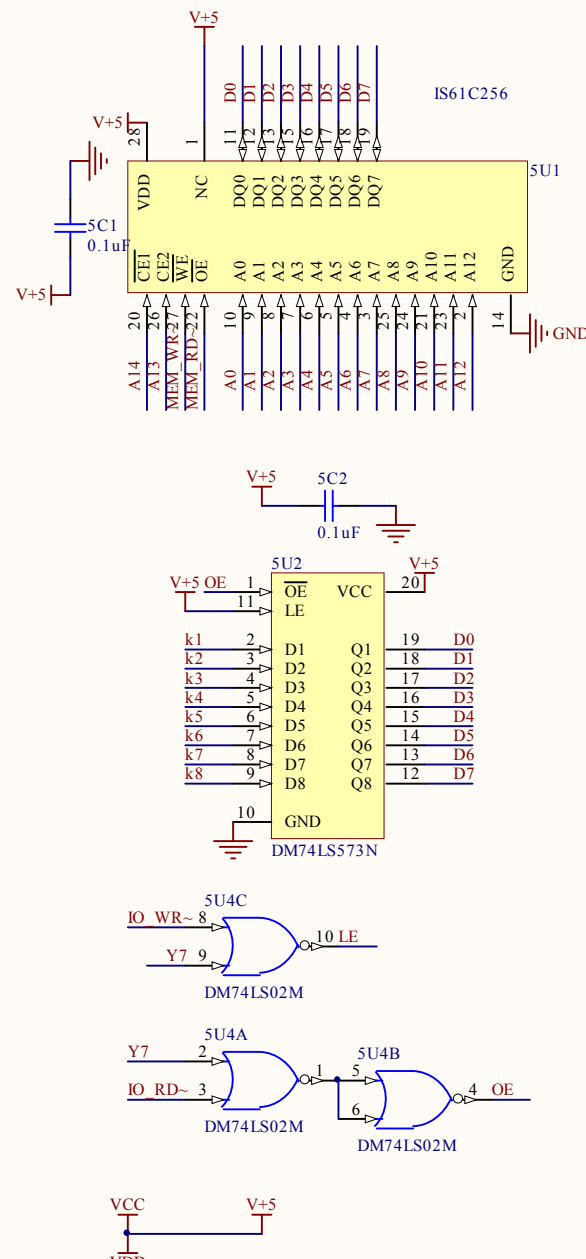 V+5
D0 D1 D2 D3 D4 D5 D6 D7
IS61C256
V+5
28 1 11 12 13 15 16 17 18 19
5U1
VDD NC DQ0 DQ1 DQ2 DQ3 DQ4 DQ5 DQ6 DQ7
5C1
0.1uF
CE1 CE2 WE OE A0 A1 A2 A3 A4 A5 A6 A7 A8 A9 A10 A11 A12 GND
V+5
20 26 27 22 10 9 8 7 6 5 4 3 25 24 21 23 2 14
GND
A14 A13 MEM_WR~ MEM_RD~ A0 A1 A2 A3 A4 A5 A6 A7 A8 A9 A10 A11 A12
V+5 5C2
0.1uF
5U2
V+5 OE 1 OE VCC 20 V+5
11 LE
k1 2 D1 Q1 19 D0
k2 3 D2 Q2 18 D1
k3 4 D3 Q3 17 D2
k4 5 D4 Q4 16 D3
k5 6 D5 Q5 15 D4
k6 7 D6 Q6 14 D5
k7 8 D7 Q7 13 D6
k8 9 D8 Q8 12 D7
10 GND
DM74LS573N
5U4C
IO_WR~ 8
10 LE
Y7 9
DM74LS02M
5U4A
Y7 2
5U4B
1 5
IO_RD~ 3
4 OE
6
DM74LS02M
DM74LS02M
VCC V+5
VDD